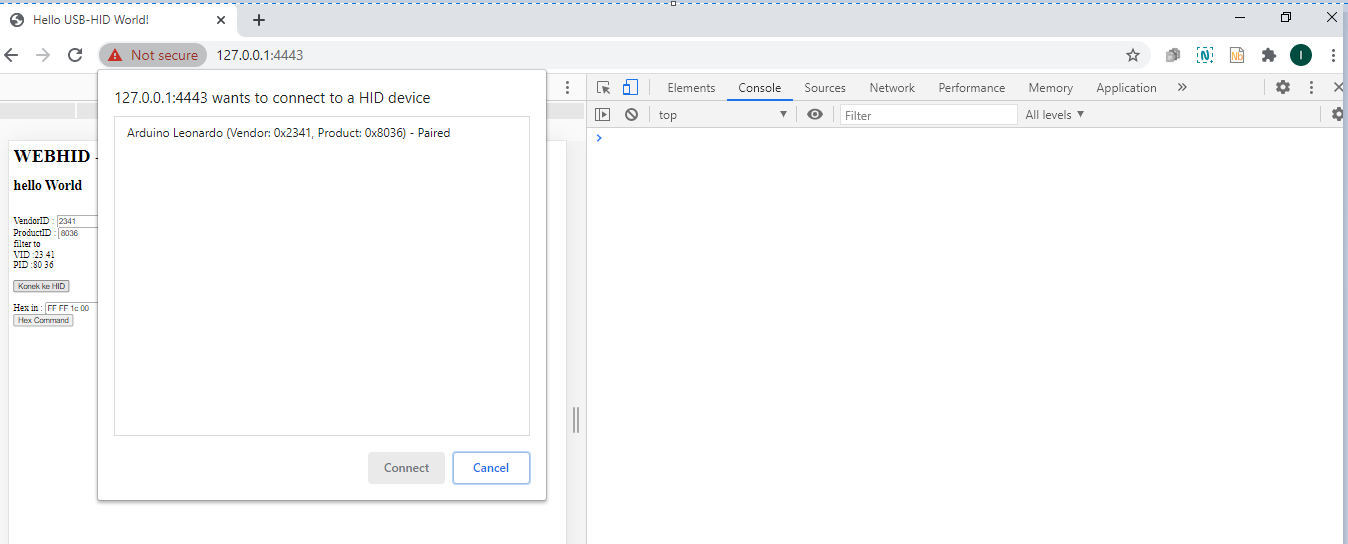 Hello USB-HID World!
Not secure
127.0.0.1:4443
I
127.0.0.1:4443 wants to connect to a HID device
Arduino Leonardo (Vendor: 0x2341, Product: 0x8036) - Paired
Connect
Cancel
WEBHID -
hello World
VendorID : 2341
ProductID : 8036
filter to
VID :23 41
PID :80 36
Konek ke HID
Hex in : FF FF 1c 00
Hex Command
Elements
Console
Sources
Network
Performance
Memory
Application
top
Filter
All levels